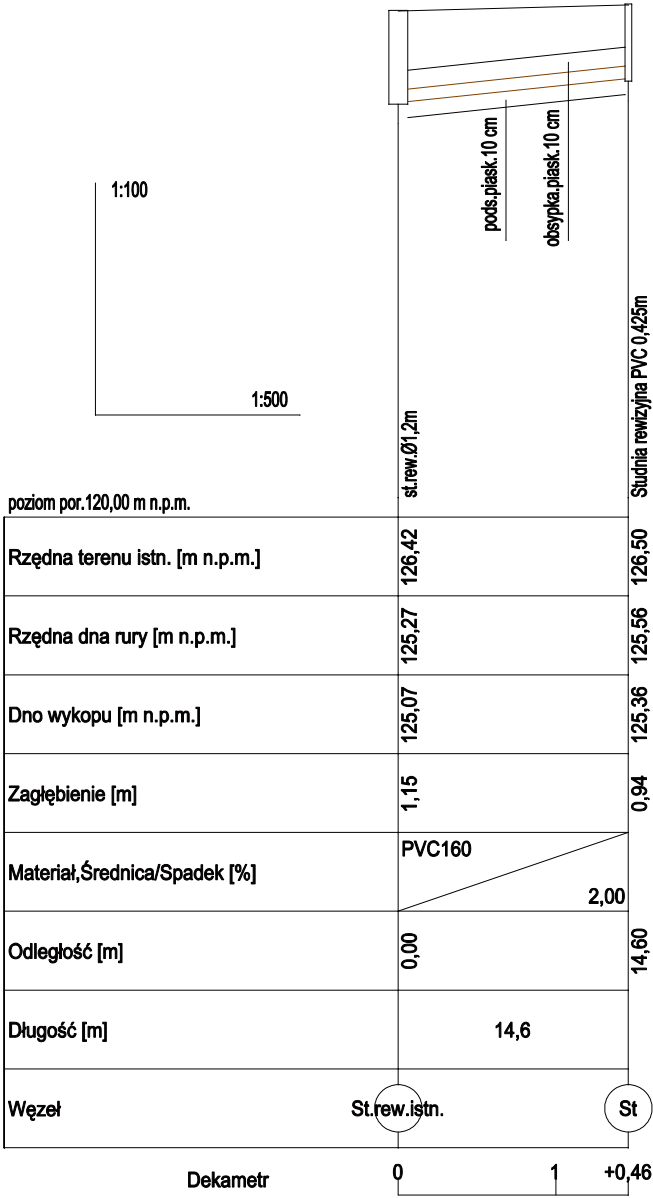 pods.piask.10 cm
obsypka.piask.10 cm
1:100
1:500
st.rew.Ø1,2m
Studnia rewizyjna PVC 0,425m
poziom por.120,00 m n.p.m.
Rzędna terenu istn. [m n.p.m.] 126,42 126,50
Rzędna dna rury [m n.p.m.] 125,27 125,56
Dno wykopu [m n.p.m.] 125,07 125,36
Zagłębienie [m] 1,15 0,94
Materiał,Średnica/Spadek [%] PVC160 2,00
Odległość [m] 0,00 14,60
Długość [m] 14,6
Węzeł St.rew.istn. St
Dekametr 0 1 +0,46